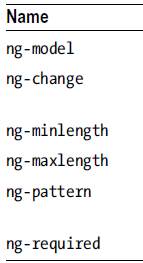 Name
ng-model
ng-change
ng-minlength
ng-maxlength
ng-pattern
ng-required